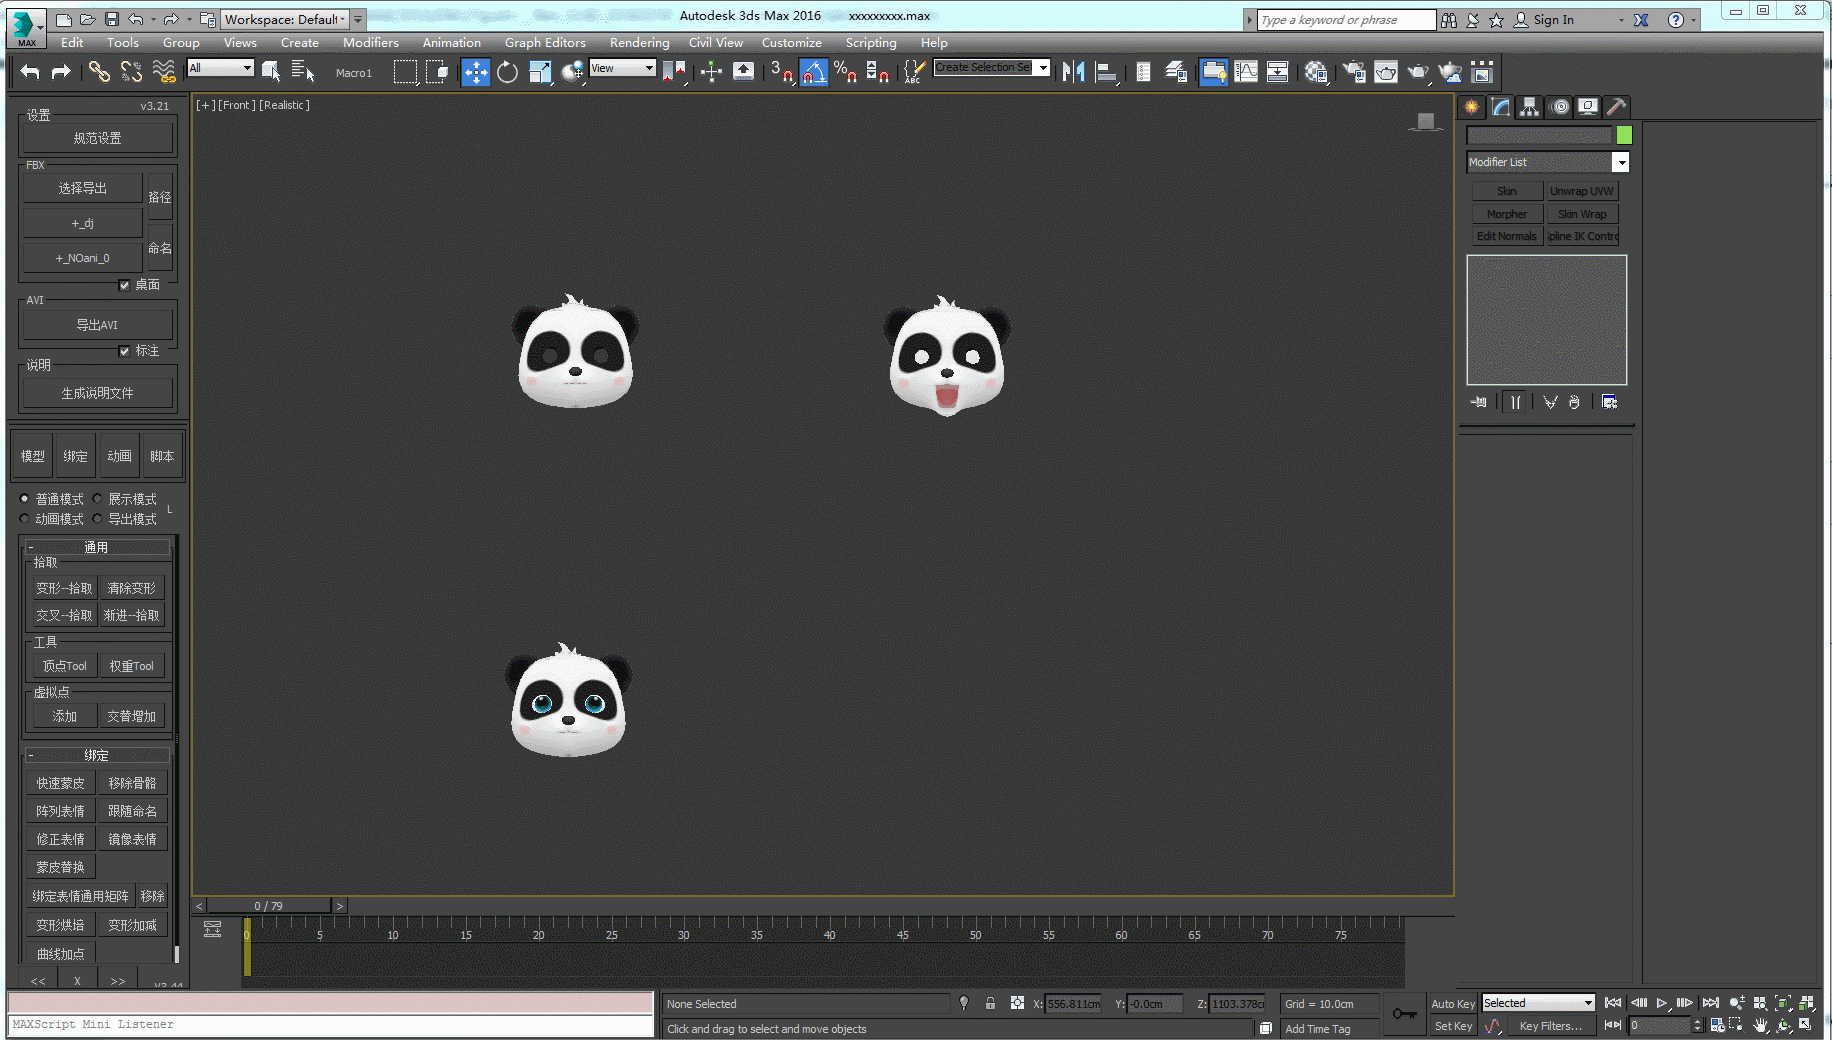 Workspace: Default
Autodesk 3ds Max 2016 xxxxxxxxx.max
Type a keyword or phrase
Sign In
MAX
Edit Tools Group Views Create Modifiers Animation Graph Editors Rendering Civil View Customize Scripting Help
All
Macro1
View
3
%
ABC
Create Selection Set
v3.21
设置
规范设置
FBX
选择导出
路径
+_dj
命名
+_NOani_0
桌面
AVI
导出AVI
标注
说明
生成说明文件
模型 绑定 动画 脚本
普通模式 展示模式
L
动画模式 导出模式
- 通用
拾取
变形--拾取 清除变形
交叉--拾取 渐进--拾取
工具
顶点Tool 权重Tool
虚拟点
添加 交替增加
- 绑定
快速蒙皮 移除骨骼
阵列表情 跟随命名
修正表情 镜像表情
蒙皮替换
绑定表情通用矩阵 移除
变形烘培 变形加减
曲线加点
<< X >>
v3.44
[+] [Front] [Realistic]
Modifier List
Skin Unwrap UVW
Morpher Skin Wrap
Edit Normals Spline IK Contro
< 0 / 79 >
0 5 10 15 20 25 30 35 40 45 50 55 60 65 70 75
None Selected
X: 556.811cm Y: -0.0cm Z: 1103.378cm
Grid = 10.0cm
Auto Key Selected
MAXScript Mini Listener
Click and drag to select and move objects
Add Time Tag
Set Key Key Filters...
0